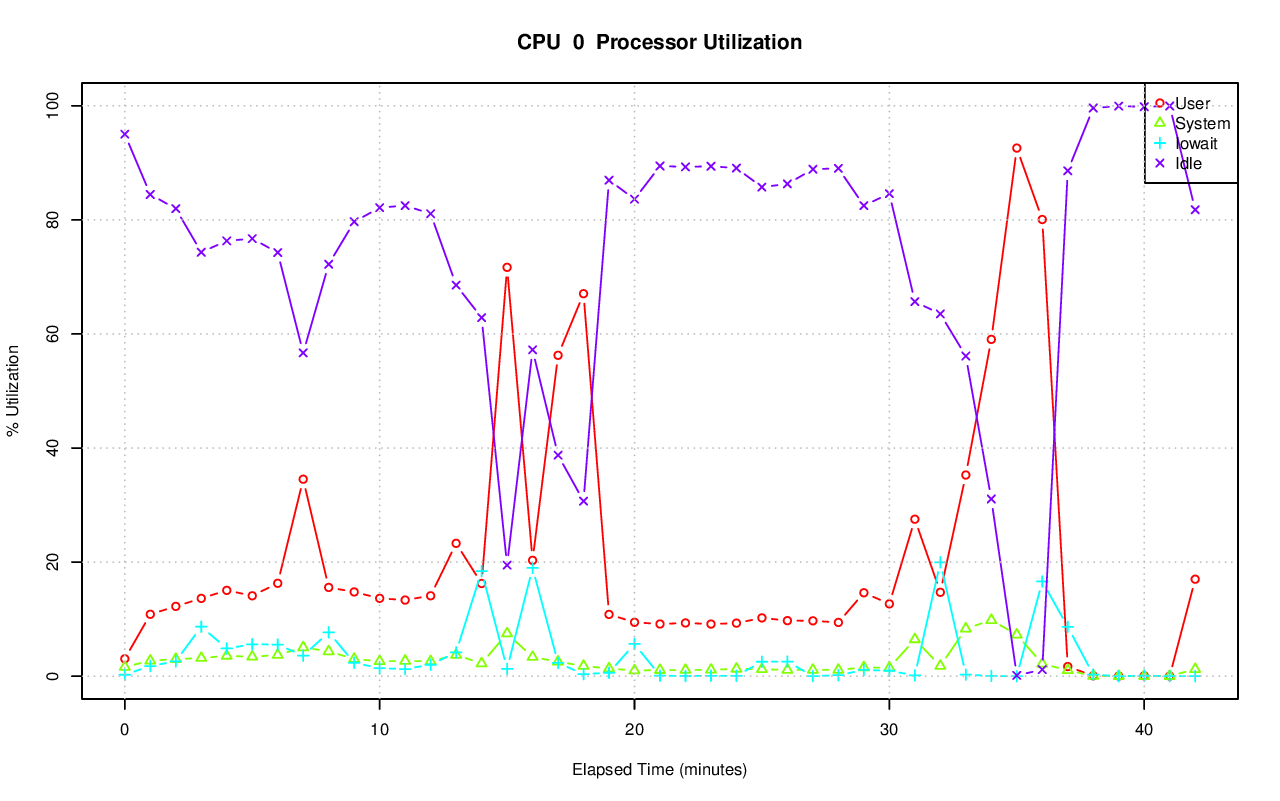 CPU 0 Processor Utilization
% Utilization
100
80
60
40
20
0
User
System
Iowait
Idle
0 10 20 30 40
Elapsed Time (minutes)